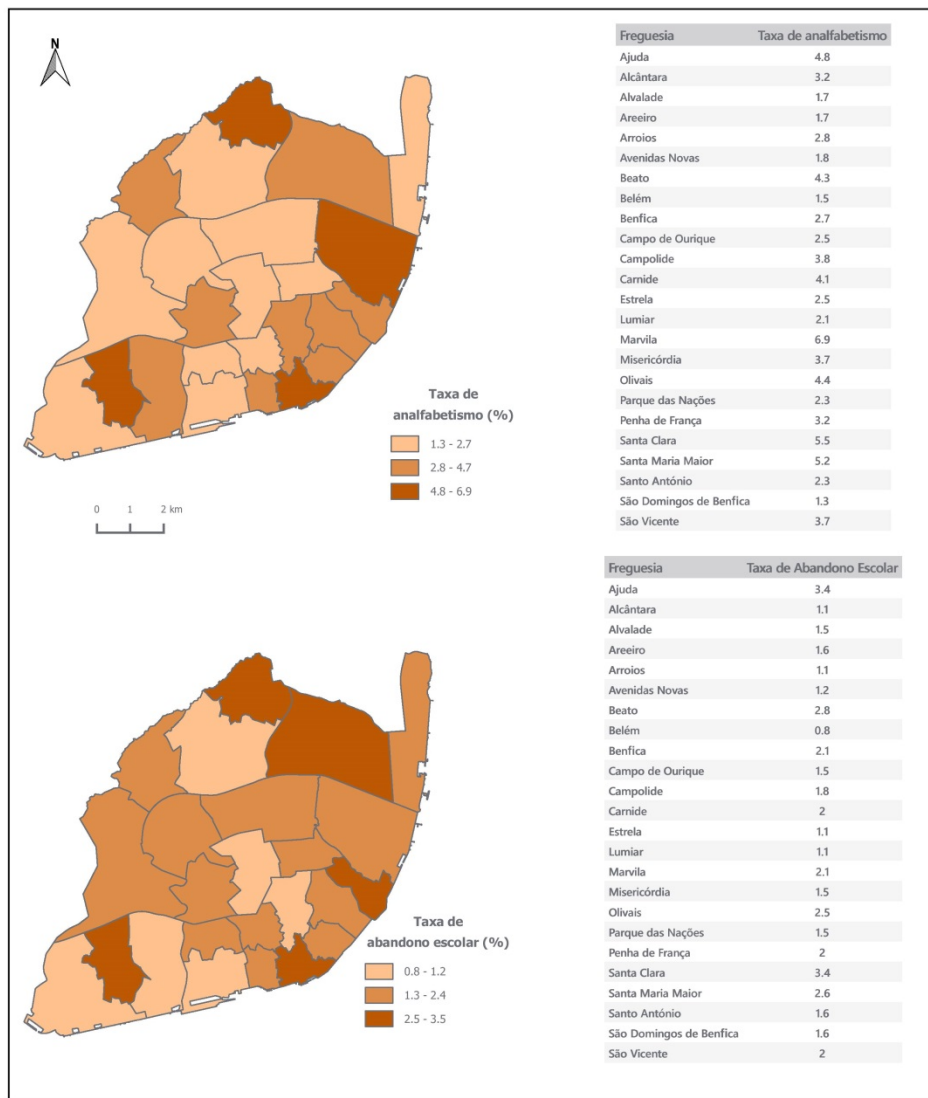 N
Taxa de
analfabetismo (%)
1.3 - 2.7
2.8 - 4.7
4.8 - 6.9
0 1 2 km
Freguesia Taxa de analfabetismo
Ajuda 4.8
Alcântara 3.2
Alvalade 1.7
Areeiro 1.7
Arroios 2.8
Avenidas Novas 1.8
Beato 4.3
Belém 1.5
Benfica 2.7
Campo de Ourique 2.5
Campolide 3.8
Carnide 4.1
Estrela 2.5
Lumiar 2.1
Marvila 6.9
Misericórdia 3.7
Olivais 4.4
Parque das Nações 2.3
Penha de França 3.2
Santa Clara 5.5
Santa Maria Maior 5.2
Santo António 2.3
São Domingos de Benfica 1.3
São Vicente 3.7
Taxa de
abandono escolar (%)
0.8 - 1.2
1.3 - 2.4
2.5 - 3.5
Freguesia Taxa de Abandono Escolar
Ajuda 3.4
Alcântara 1.1
Alvalade 1.5
Areeiro 1.6
Arroios 1.1
Avenidas Novas 1.2
Beato 2.8
Belém 0.8
Benfica 2.1
Campo de Ourique 1.5
Campolide 1.8
Carnide 2
Estrela 1.1
Lumiar 1.1
Marvila 2.1
Misericórdia 1.5
Olivais 2.5
Parque das Nações 1.5
Penha de França 2
Santa Clara 3.4
Santa Maria Maior 2.6
Santo António 1.6
São Domingos de Benfica 1.6
São Vicente 2